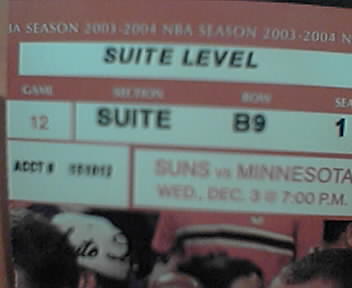 NBA SEASON 2003-2004 NBA SEASON 2003-2004
SUITE LEVEL
GAME SECTION ROW
12 SUITE B9 1
ACCT #
SUNS vs MINNESOTA
WED., DEC. 3 @ 7:00 P.M.